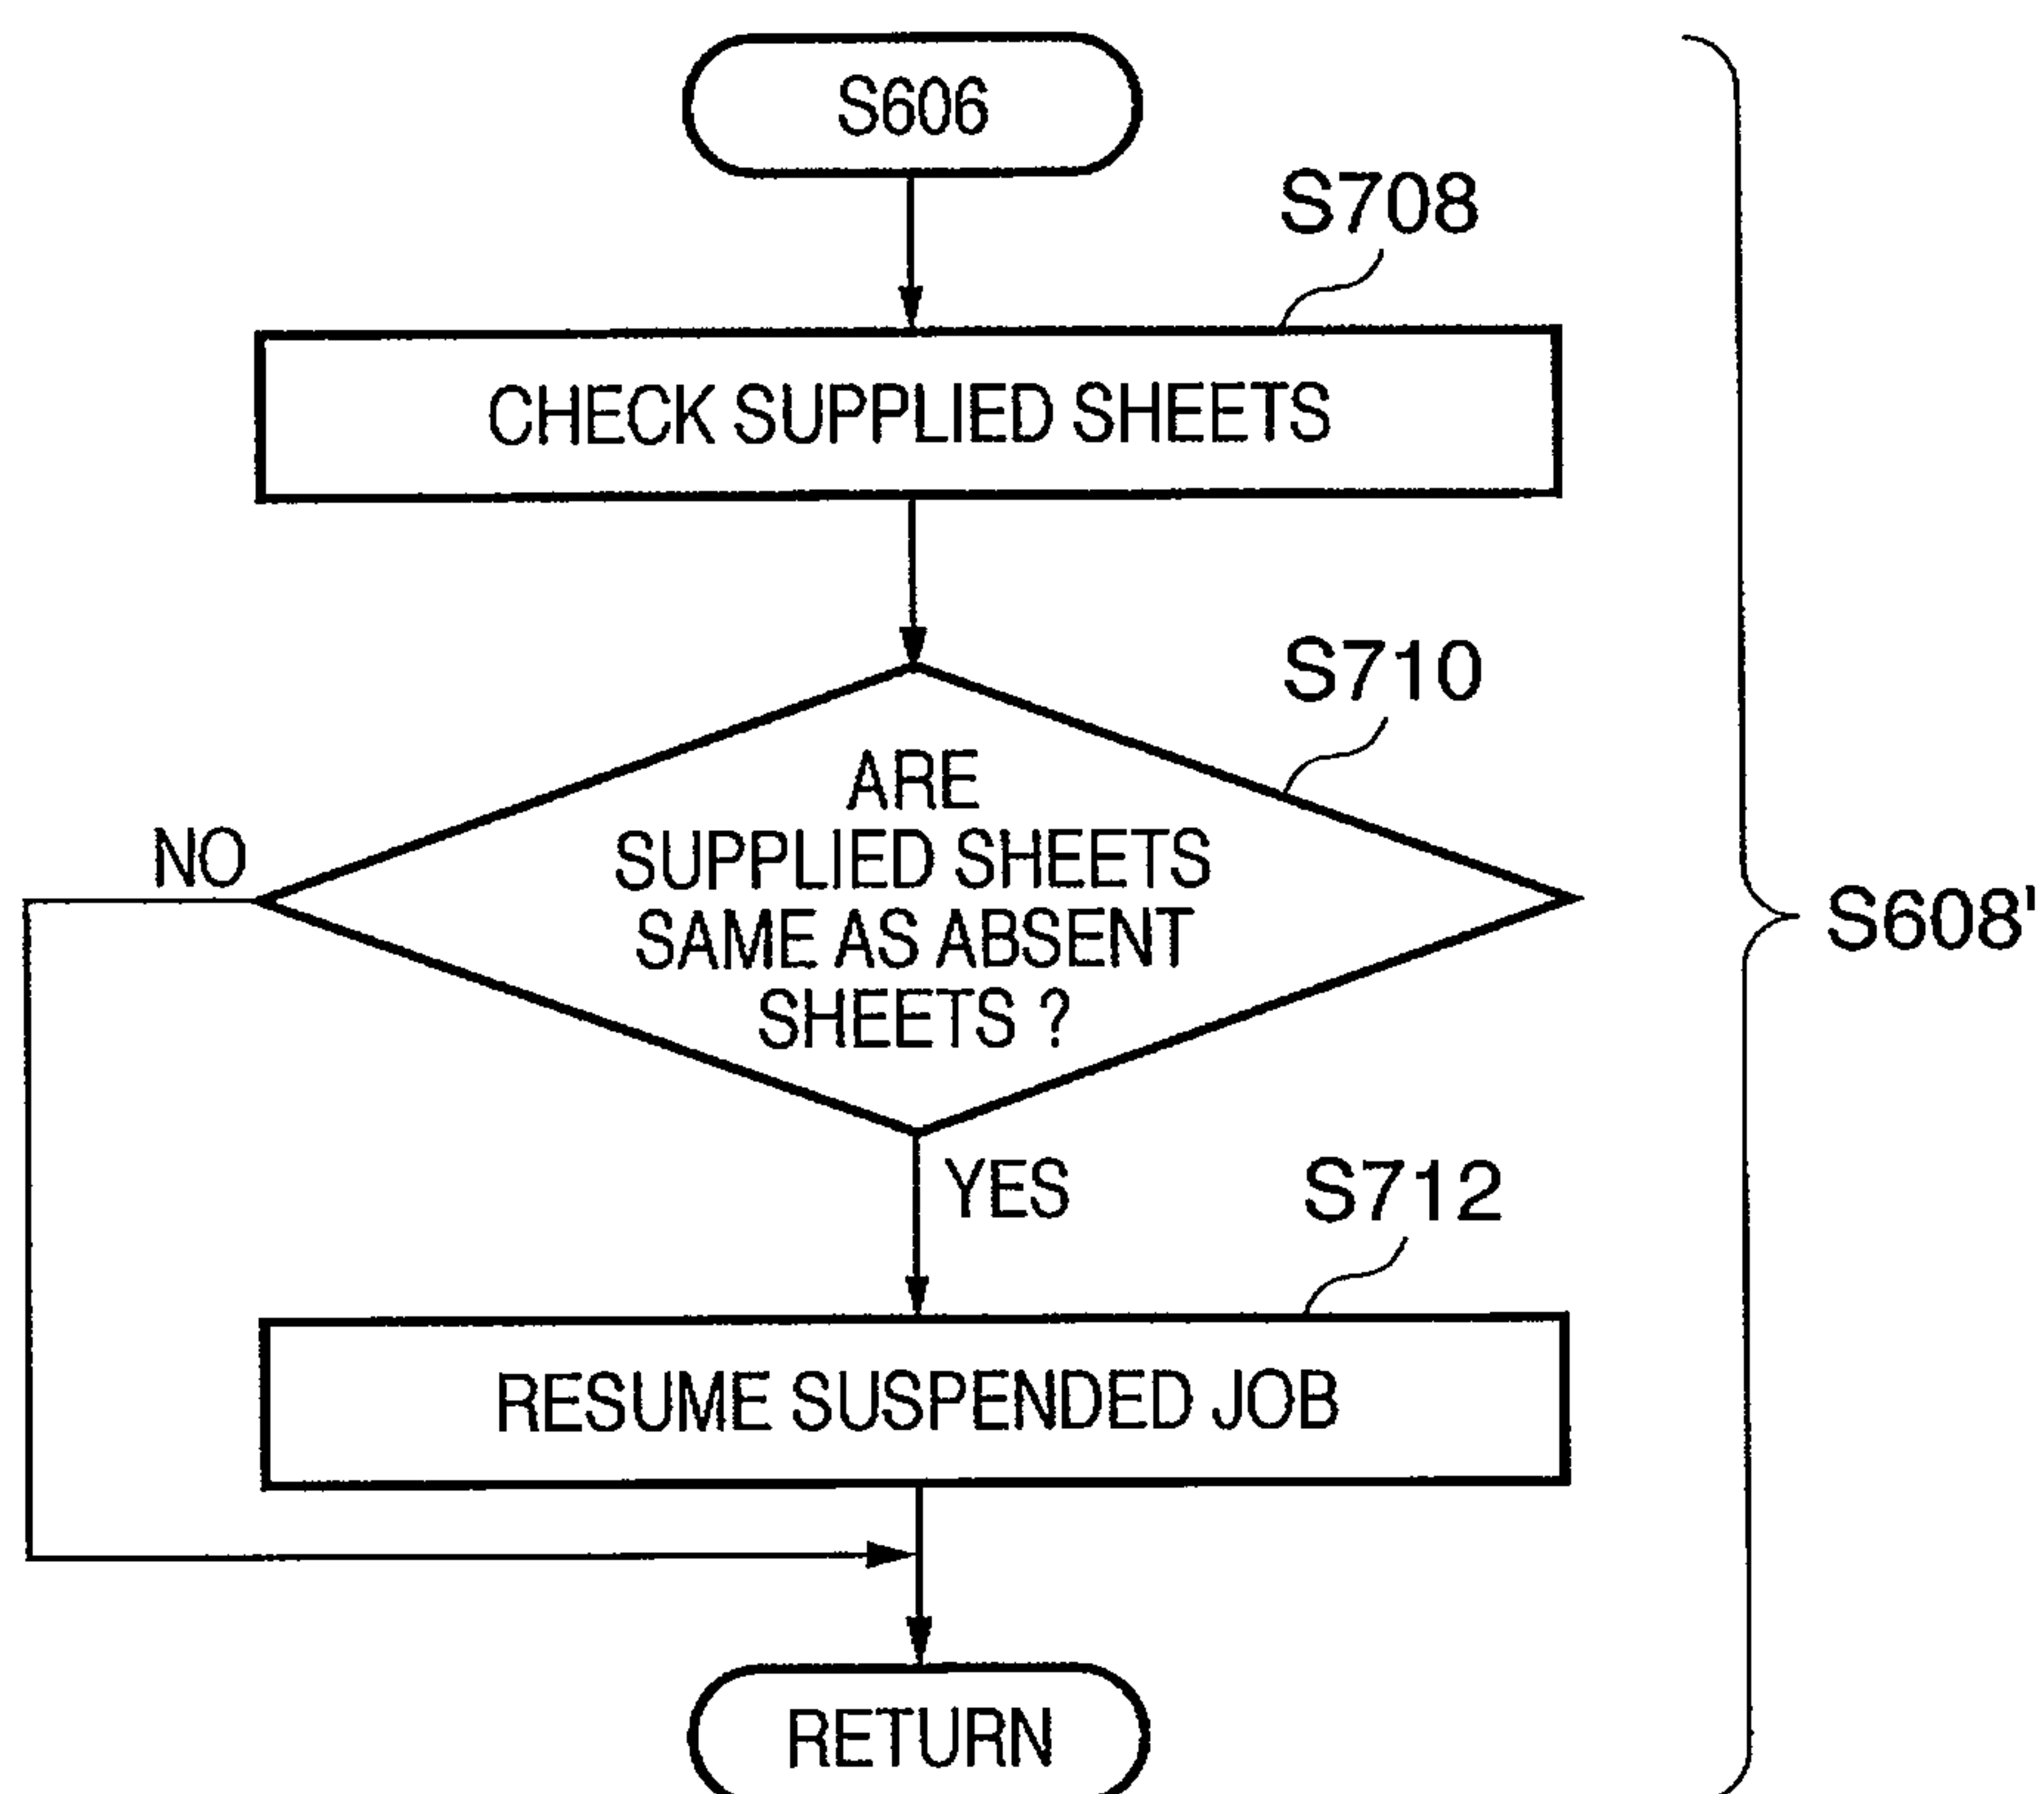 S606
S708
CHECK SUPPLIED SHEETS
S710
ARE
SUPPLIED SHEETS
SAME AS ABSENT
SHEETS ?
NO
S608'
YES
S712
RESUME SUSPENDED JOB
RETURN